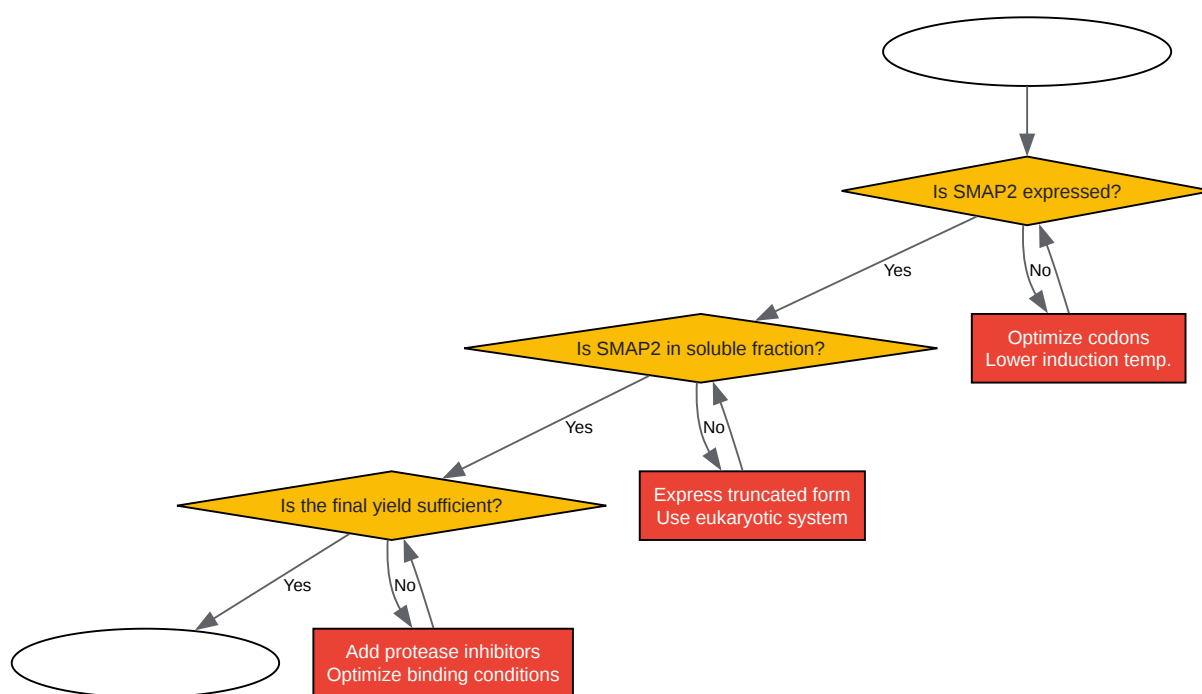 Is SMAP2 expressed?
Yes
No
Optimize codons
Lower induction temp.
Is SMAP2 in soluble fraction?
Yes
No
Express truncated form
Use eukaryotic system
Is the final yield sufficient?
Yes
No
Add protease inhibitors
Optimize binding conditions